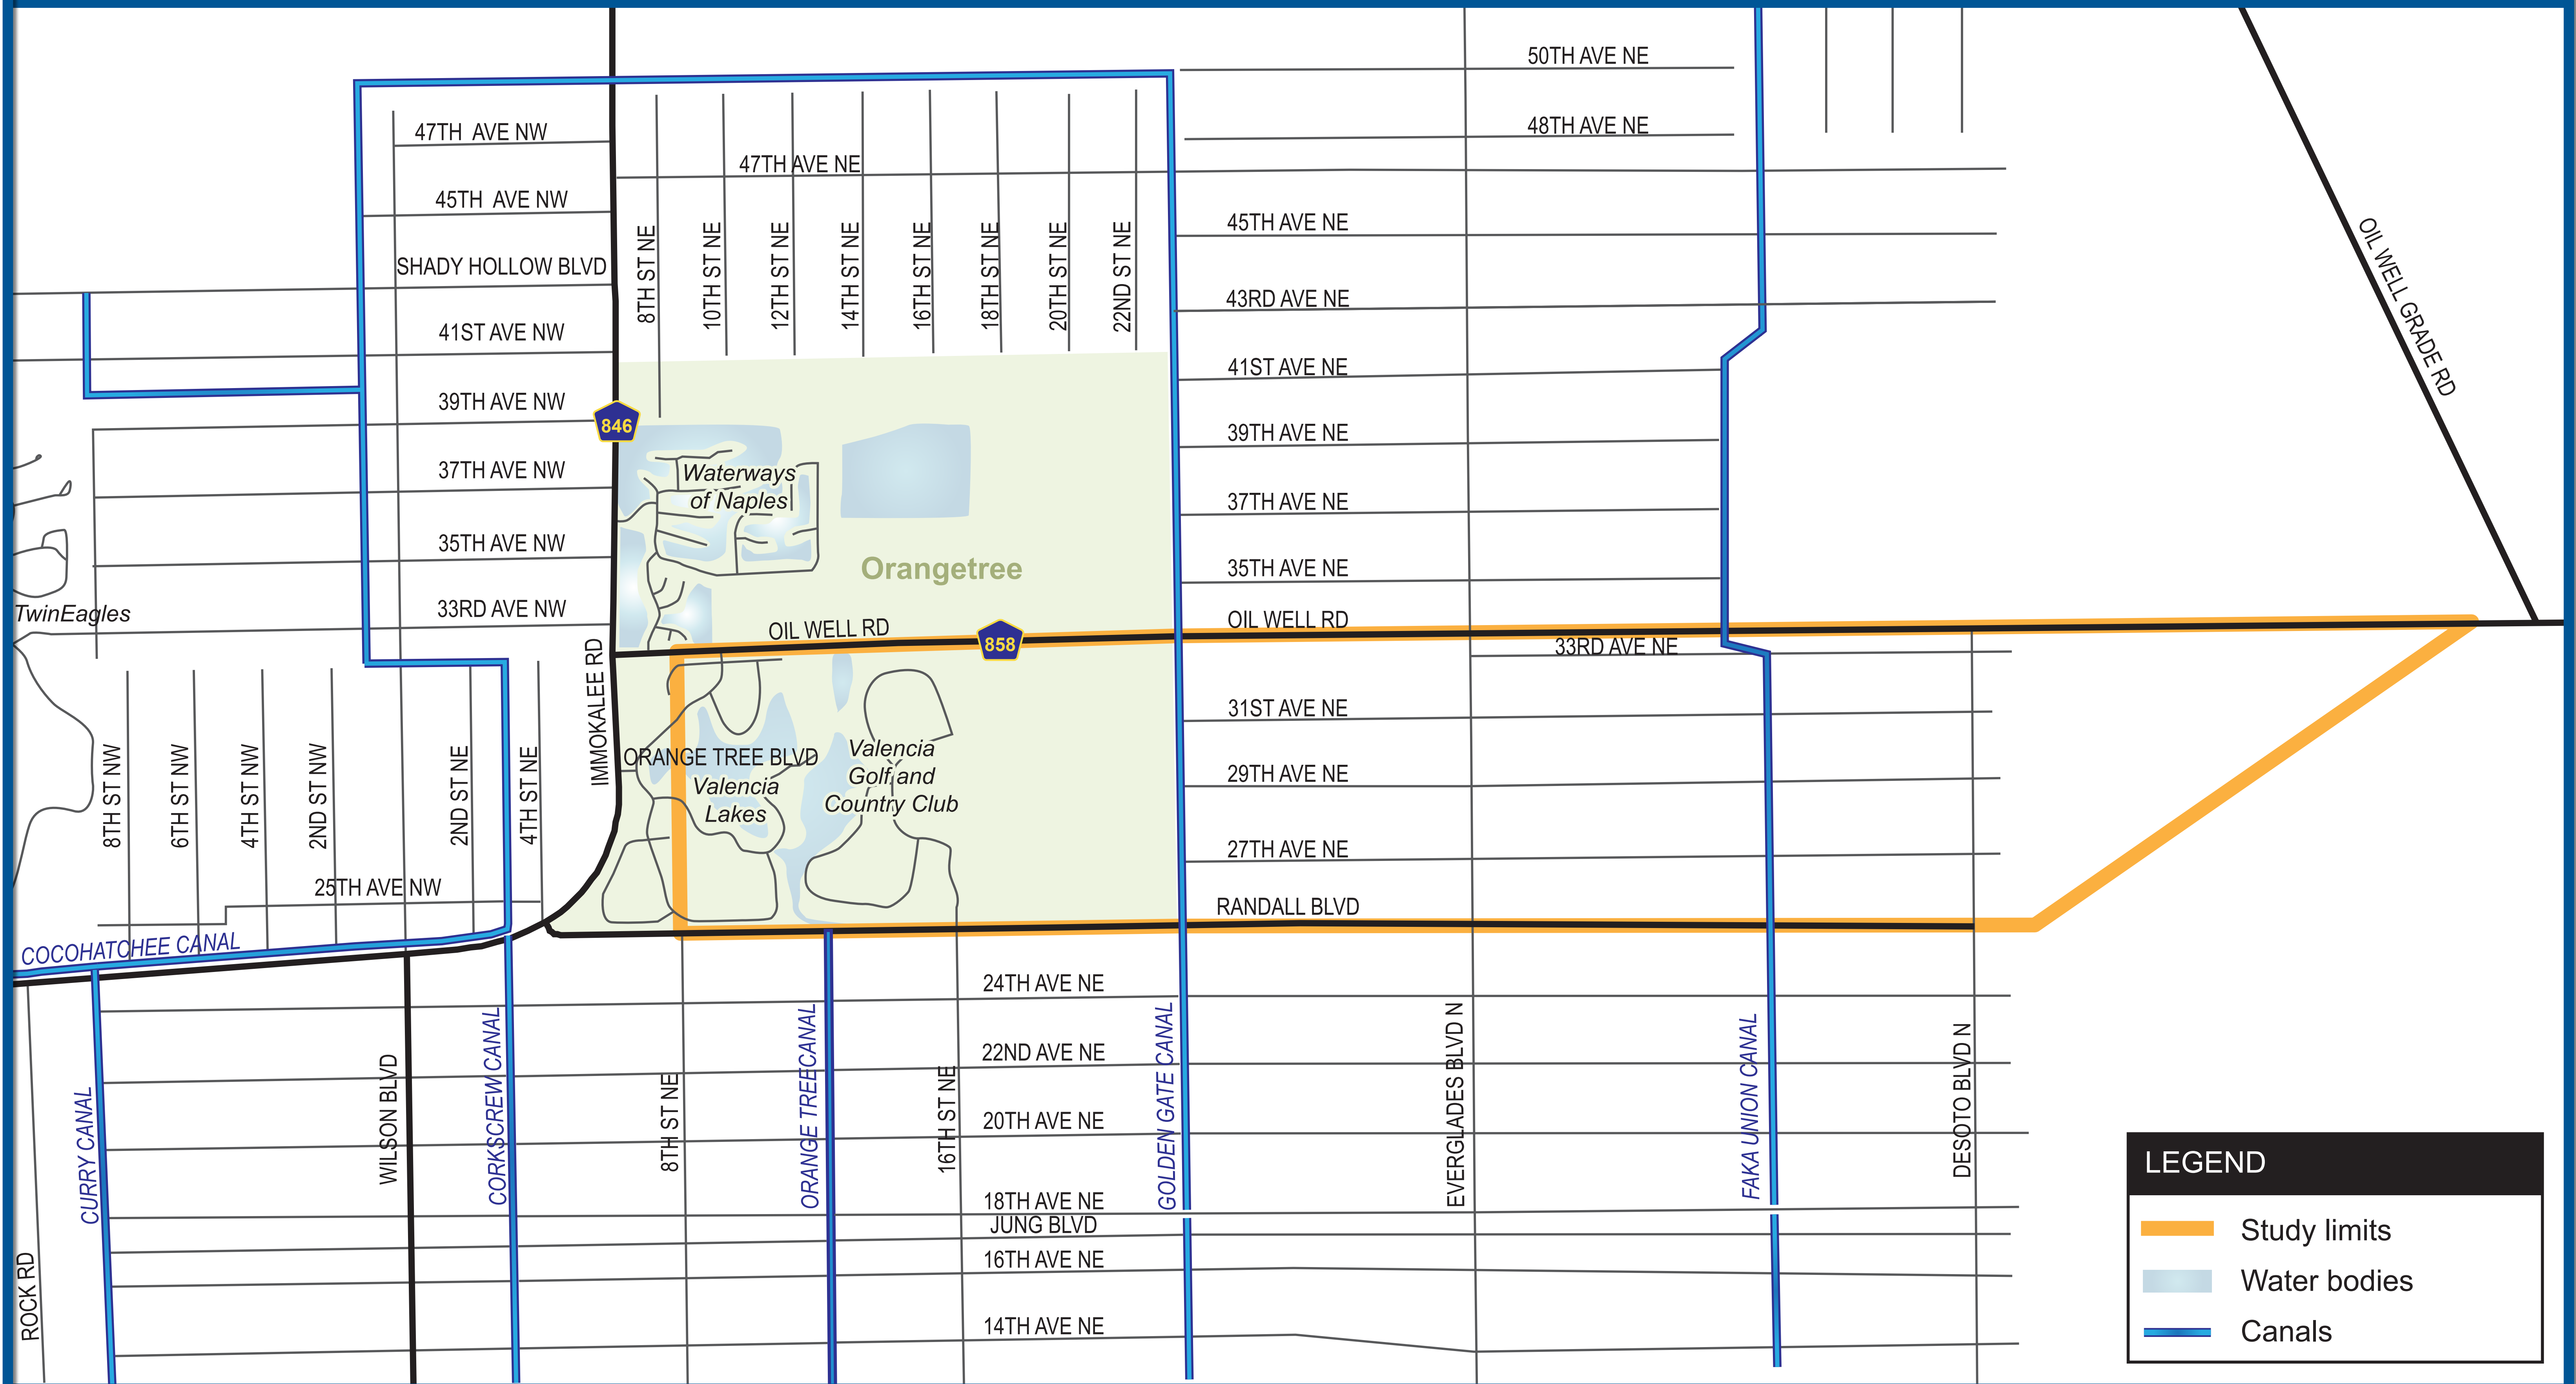 50TH AVE NE
48TH AVE NE
47TH AVE NW
47TH AVE NE
45TH AVE NW
SHADY HOLLOW BLVD
41ST AVE NW
39TH AVE NW
37TH AVE NW
35TH AVE NW
33RD AVE NW
8TH ST NE
10TH ST NE
12TH ST NE
14TH ST NE
16TH ST NE
18TH ST NE
20TH ST NE
22ND ST NE
45TH AVE NE
43RD AVE NE
41ST AVE NE
39TH AVE NE
37TH AVE NE
35TH AVE NE
OIL WELL RD
33RD AVE NE
31ST AVE NE
29TH AVE NE
27TH AVE NE
RANDALL BLVD
OIL WELL GRADE RD
846
Waterways
of Naples
Orangetree
TwinEagles
OIL WELL RD
858
IMMOKALEE RD
ORANGE TREE BLVD
Valencia
Lakes
Valencia
Golf and
Country Club
8TH ST NW
6TH ST NW
4TH ST NW
2ND ST NW
2ND ST NE
4TH ST NE
25TH AVE NW
COCOHATCHEE CANAL
24TH AVE NE
22ND AVE NE
20TH AVE NE
18TH AVE NE
JUNG BLVD
16TH AVE NE
14TH AVE NE
ROCK RD
CURRY CANAL
WILSON BLVD
CORKSCREW CANAL
8TH ST NE
ORANGE TREECANAL
16TH ST NE
GOLDEN GATE CANAL
EVERGLADES BLVD N
FAKA UNION CANAL
DESOTO BLVD N
LEGEND
Study limits
Water bodies
Canals